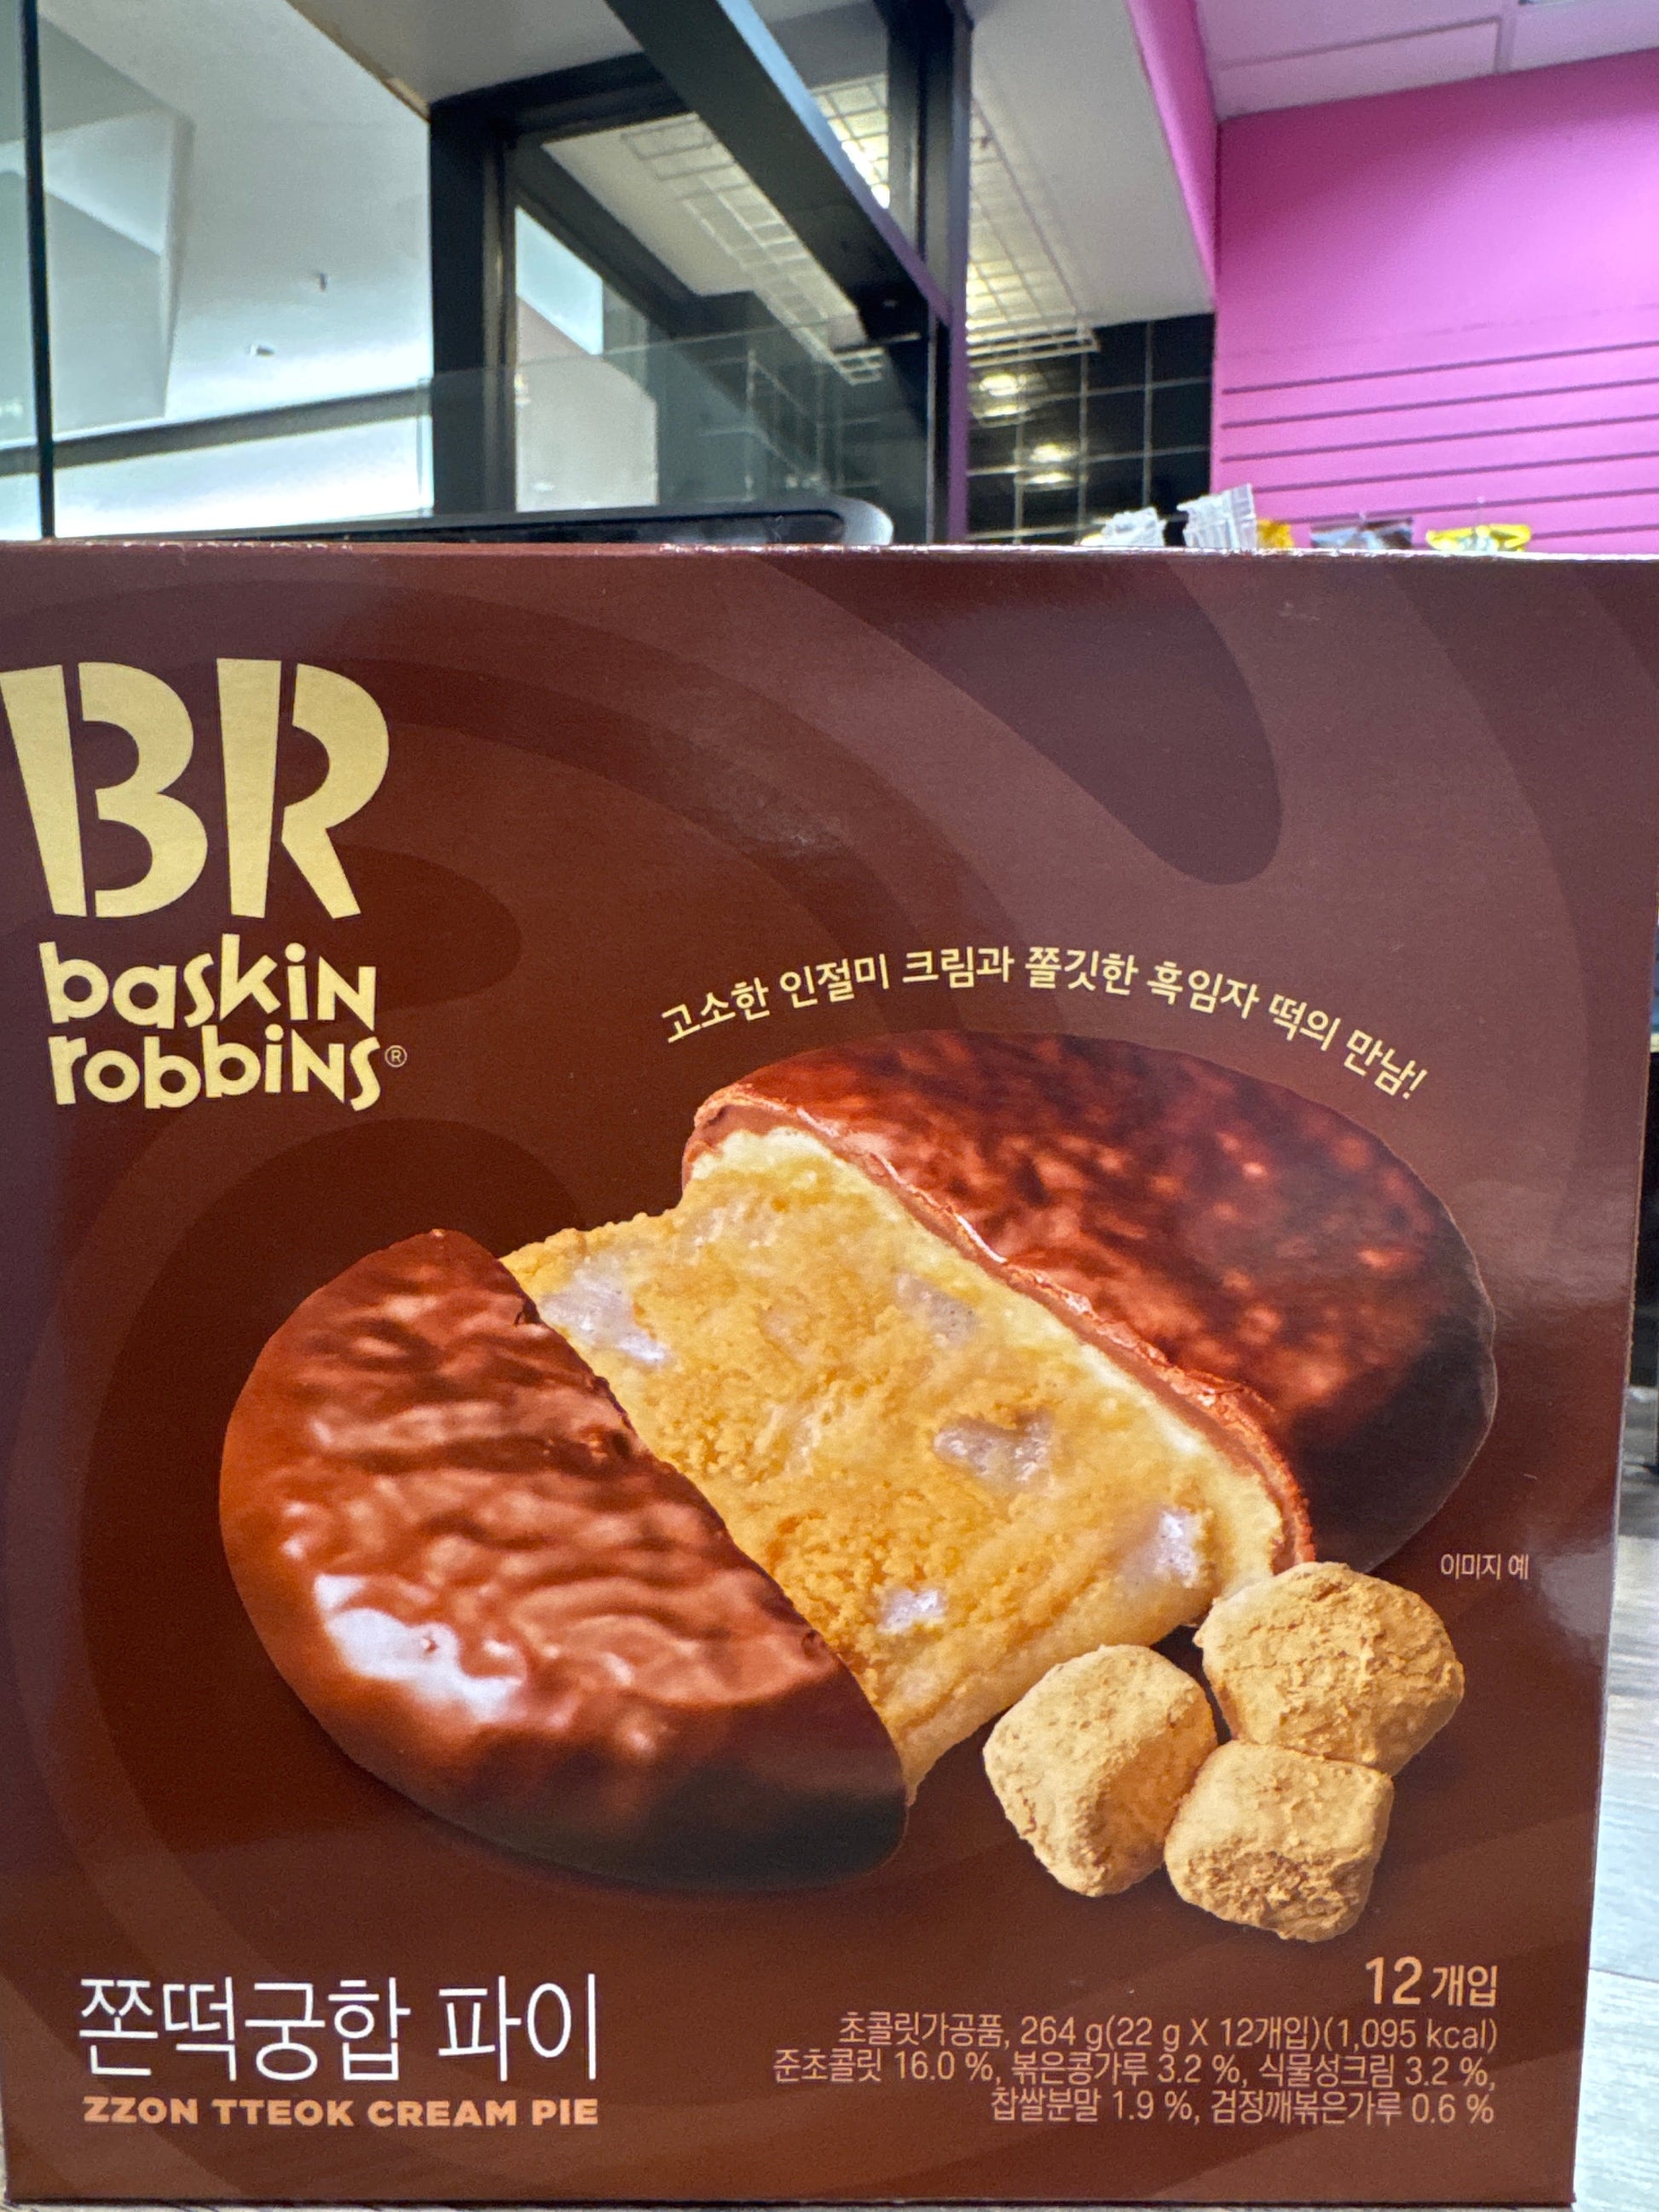 BR
baskin
robbins®
고소한 인절미 크림과 쫄깃한 흑임자 떡의 만남!
이미지 예
쫀떡궁합 파이
ZZON TTEOK CREAM PIE
12개입
초콜릿가공품, 264 g(22 g X 12개입)(1,095 kcal)
준초콜릿 16.0 %, 볶은콩가루 3.2 %, 식물성크림 3.2 %,
찹쌀분말 1.9 %, 검정깨볶은가루 0.6 %